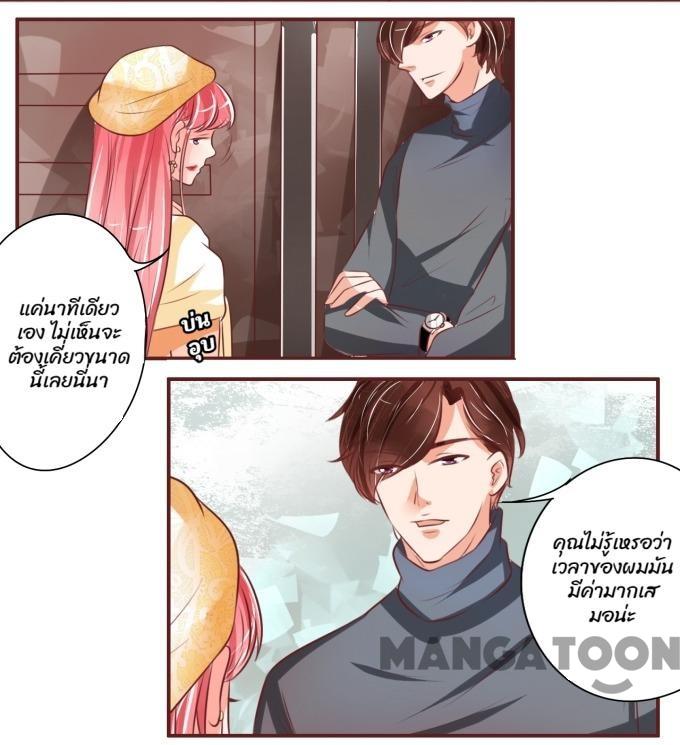 แค่นาทีเดียว
เอง ไม่เห็นจะ
ต้องเคี่ยวขนาด
นี้เลยนี่นา
บ่น
อุบ
คุณไม่รู้เหรอว่า
เวลาของผมมัน
มีค่ามากเส
มอน่ะ
MANGATOON